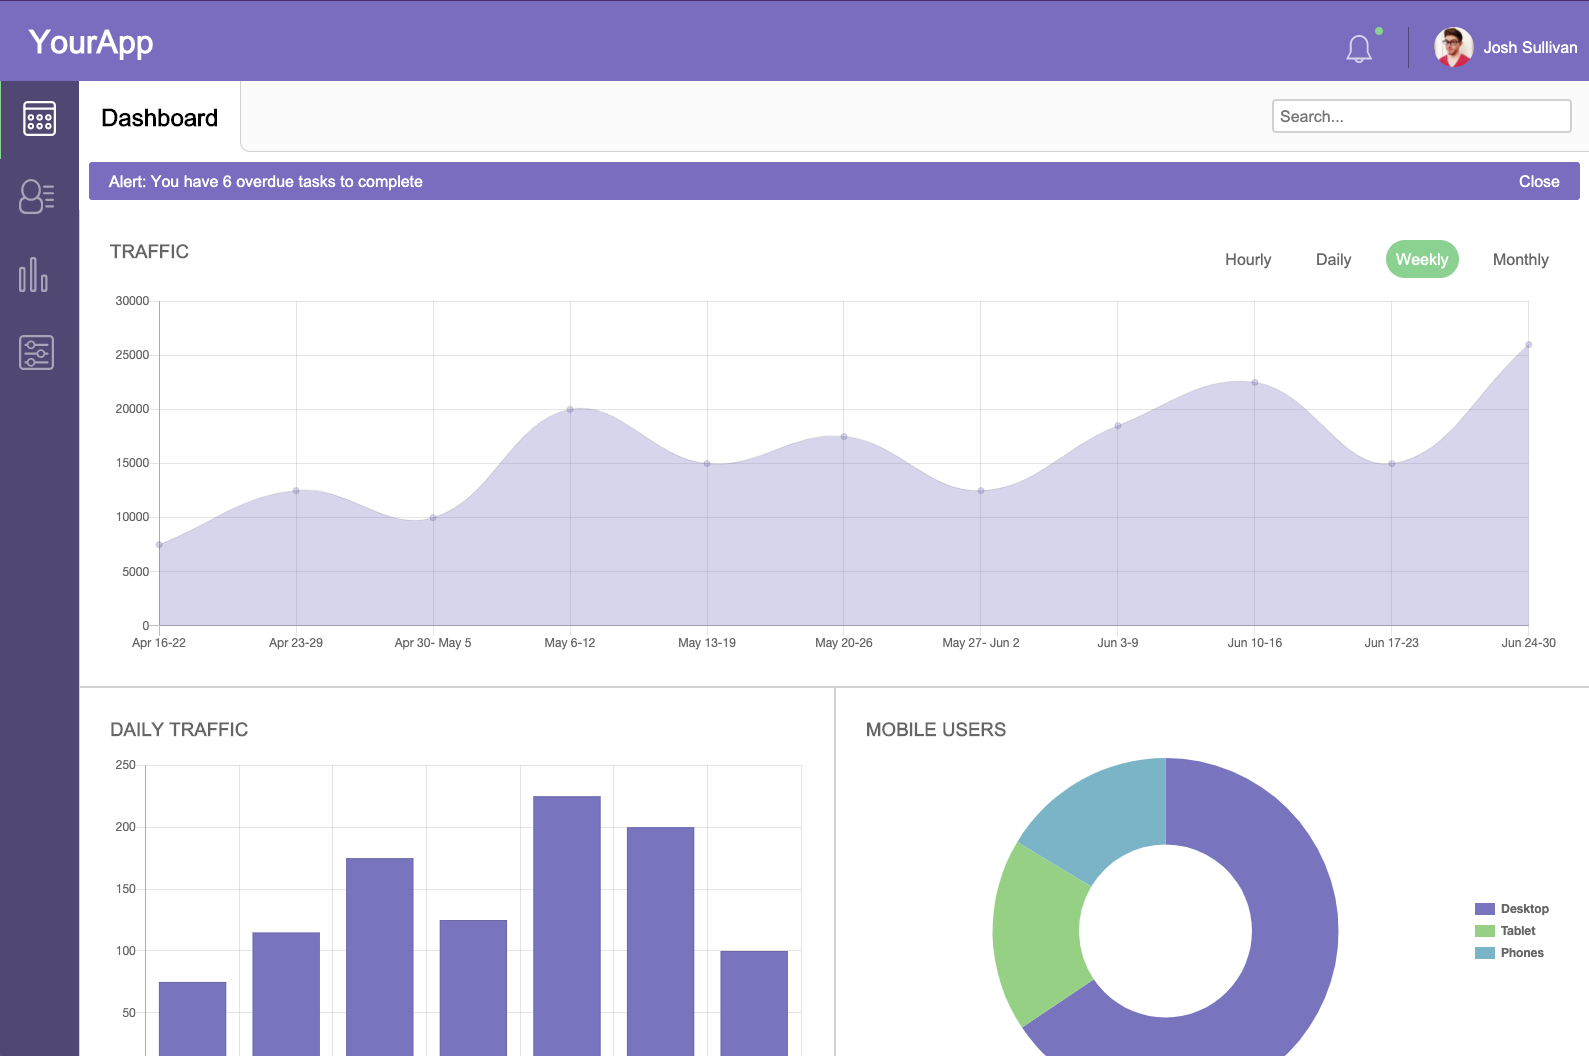 YourApp
Josh Sullivan
Dashboard
Search...
Alert: You have 6 overdue tasks to complete
Close
TRAFFIC
Hourly
Daily
Weekly
Monthly
30000
25000
20000
15000
10000
5000
0
Apr 16-22
Apr 23-29
Apr 30- May 5
May 6-12
May 13-19
May 20-26
May 27- Jun 2
Jun 3-9
Jun 10-16
Jun 17-23
Jun 24-30
DAILY TRAFFIC
250
200
150
100
50
MOBILE USERS
Desktop
Tablet
Phones